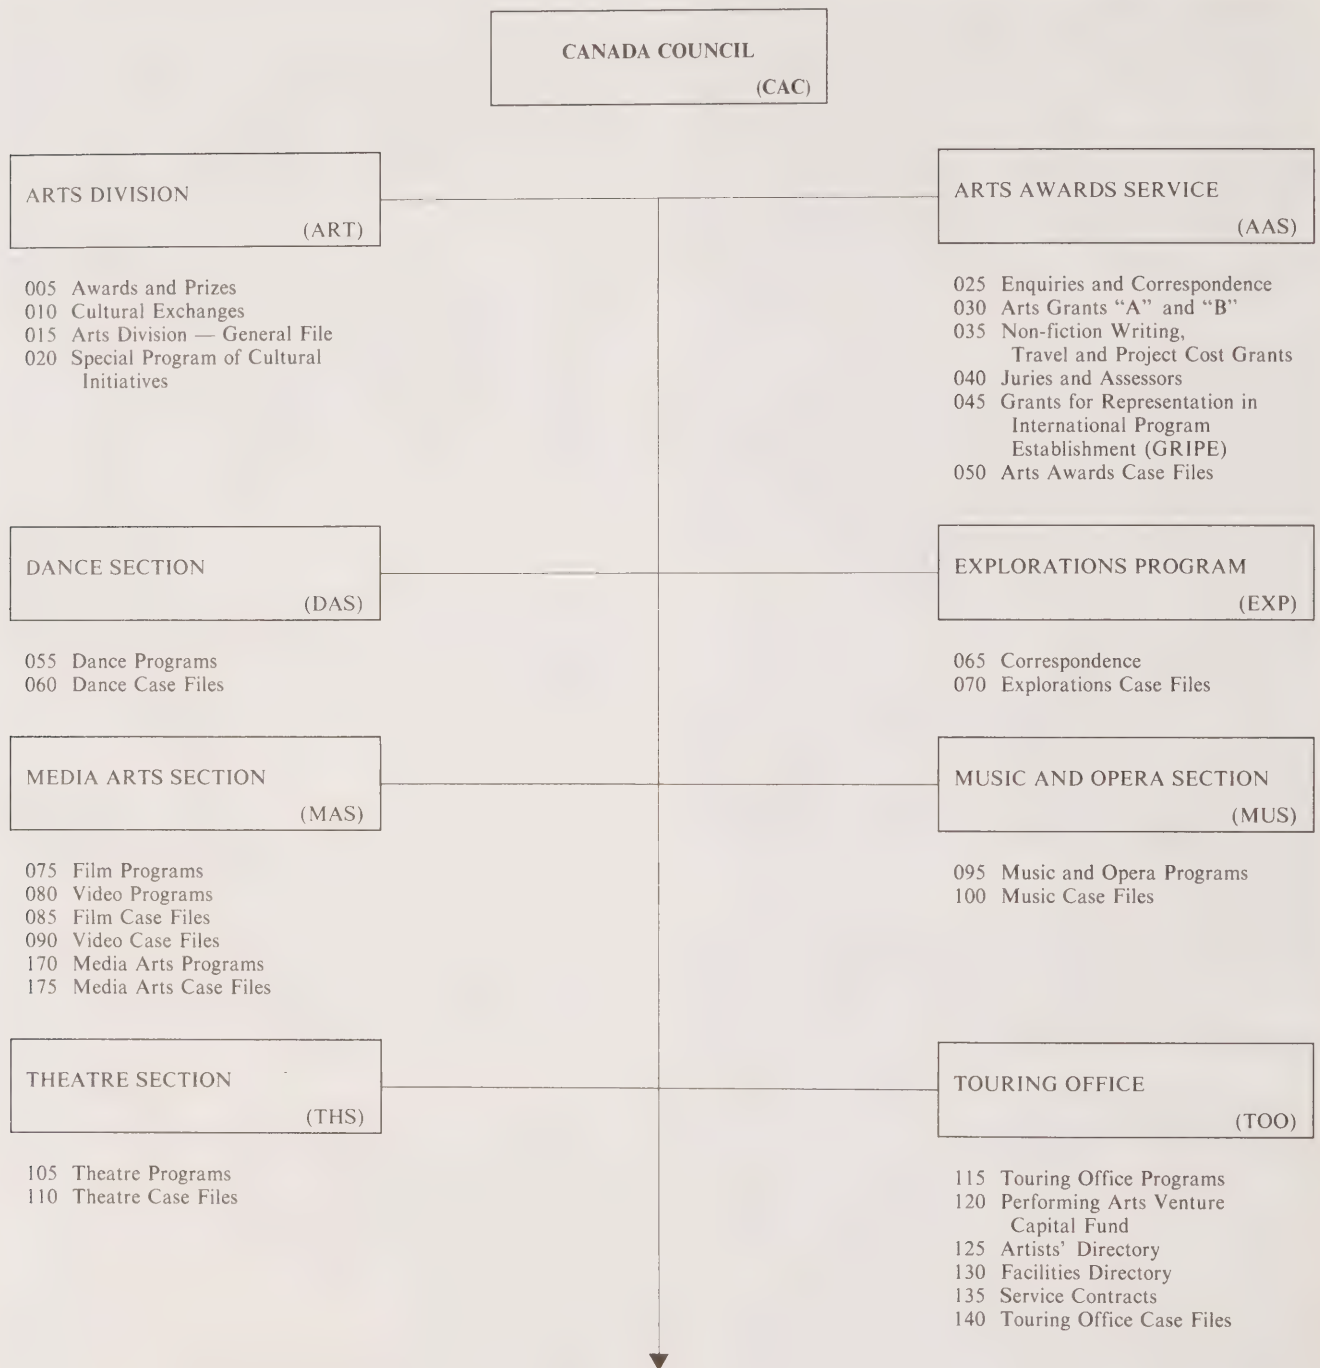 CANADA COUNCIL
(CAC)
ARTS DIVISION
(ART)
005 Awards and Prizes
010 Cultural Exchanges
015 Arts Division — General File
020 Special Program of Cultural
Initiatives
ARTS AWARDS SERVICE
(AAS)
025 Enquiries and Correspondence
030 Arts Grants “A” and “B”
035 Non-fiction Writing,
Travel and Project Cost Grants
040 Juries and Assessors
045 Grants for Representation in
International Program
Establishment (GRIPE)
050 Arts Awards Case Files
DANCE SECTION
(DAS)
055 Dance Programs
060 Dance Case Files
EXPLORATIONS PROGRAM
(EXP)
065 Correspondence
070 Explorations Case Files
MEDIA ARTS SECTION
(MAS)
075 Film Programs
080 Video Programs
085 Film Case Files
090 Video Case Files
170 Media Arts Programs
175 Media Arts Case Files
MUSIC AND OPERA SECTION
(MUS)
095 Music and Opera Programs
100 Music Case Files
THEATRE SECTION
(THS)
105 Theatre Programs
110 Theatre Case Files
TOURING OFFICE
(TOO)
115 Touring Office Programs
120 Performing Arts Venture
Capital Fund
125 Artists’ Directory
130 Facilities Directory
135 Service Contracts
140 Touring Office Case Files